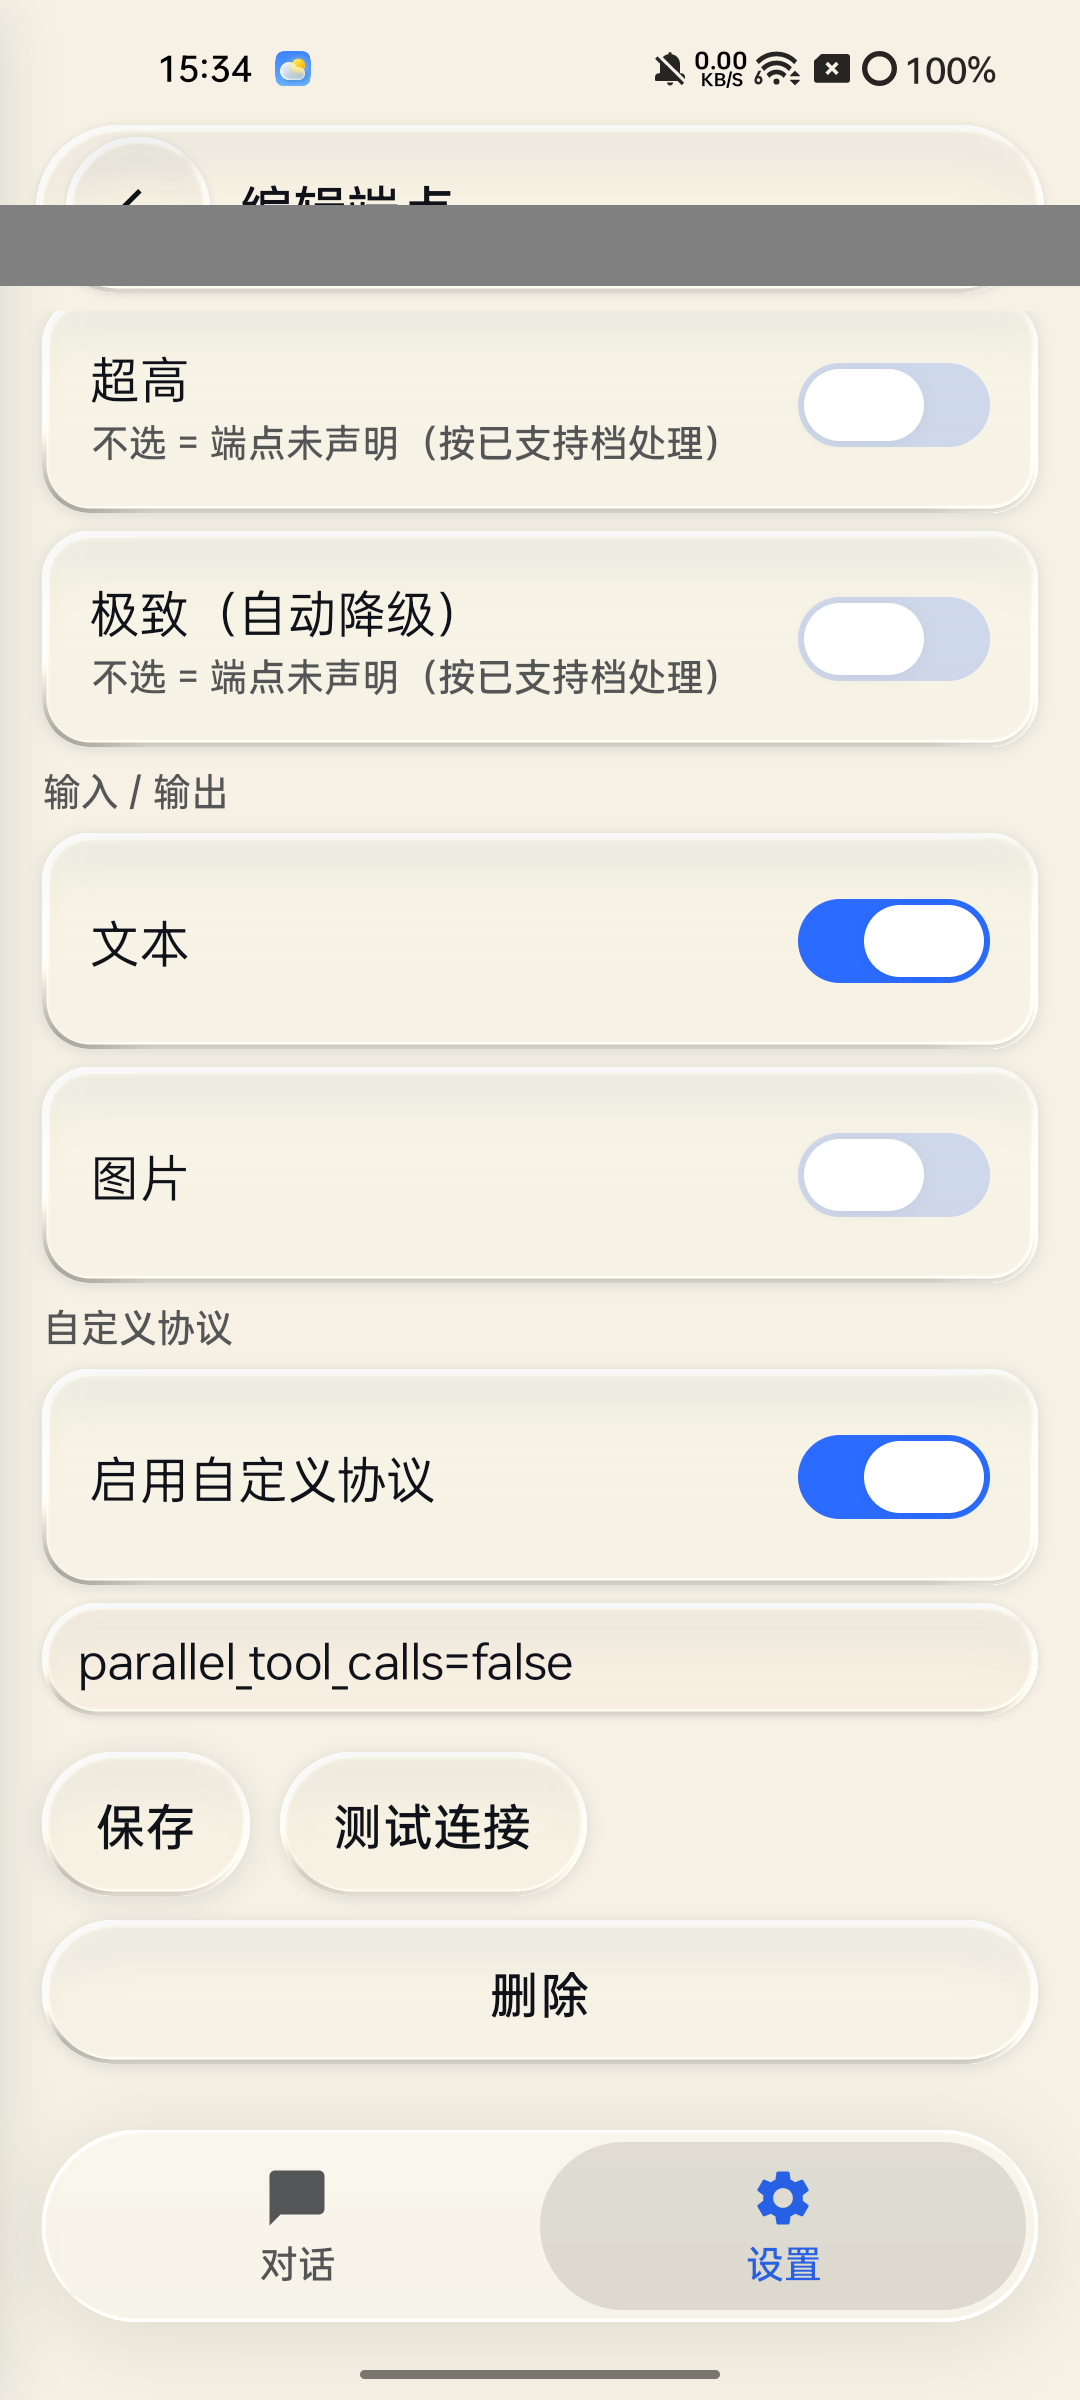 15:34
0.00
KB/S
6
100%
超高
不选 = 端点未声明（按已支持档处理）
极致（自动降级）
不选 = 端点未声明（按已支持档处理）
输入 / 输出
文本
图片
自定义协议
启用自定义协议
parallel_tool_calls=false
保存
测试连接
删除
对话
设置